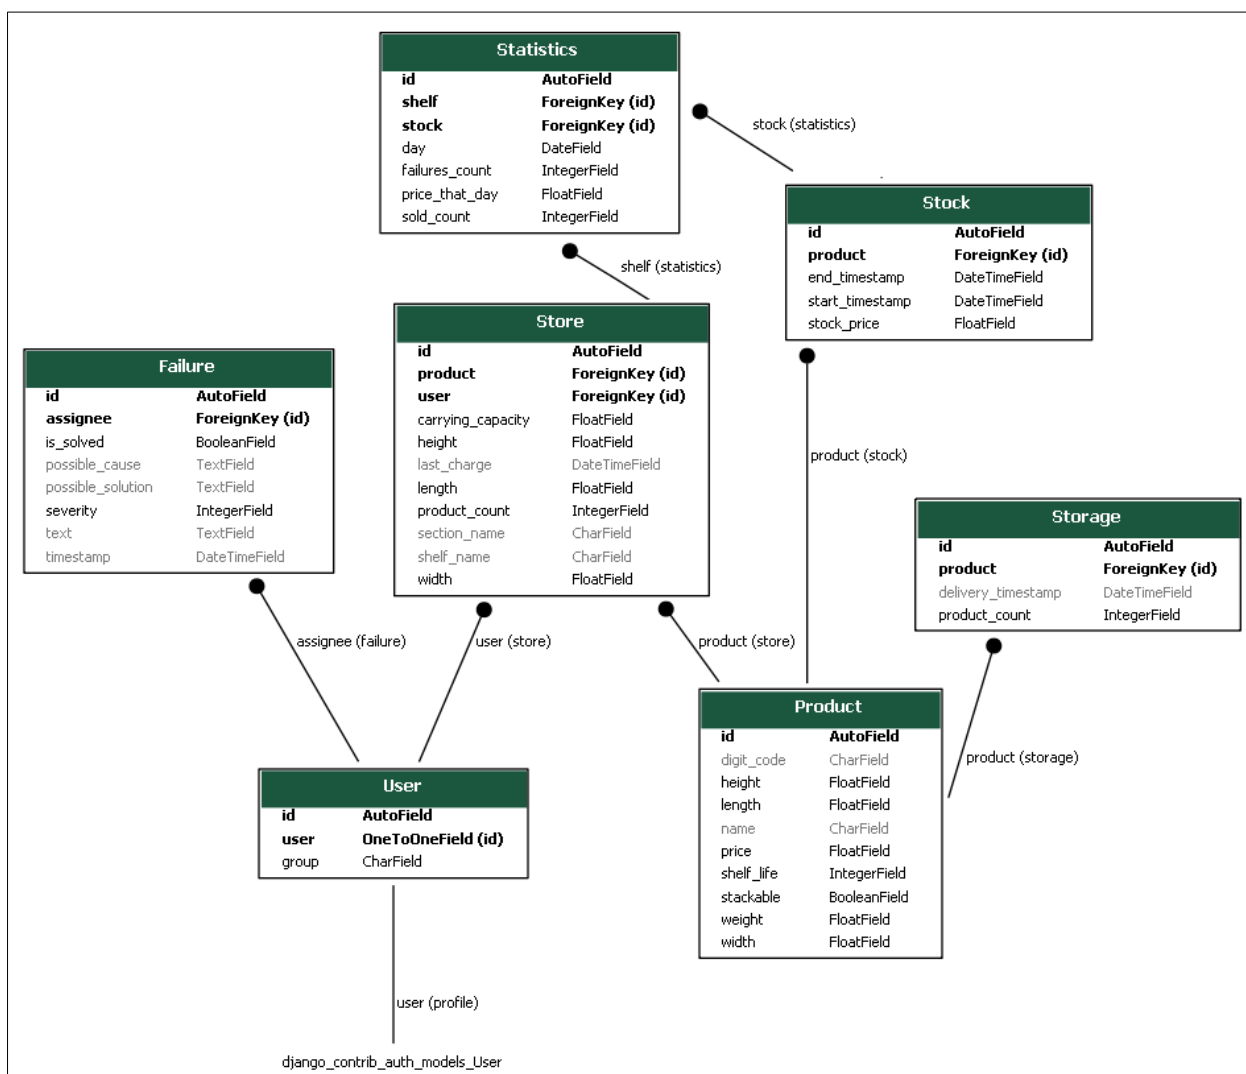 Statistics
id AutoField
shelf ForeignKey (id)
stock ForeignKey (id)
day DateField
failures_count IntegerField
price_that_day FloatField
sold_count IntegerField
stock (statistics)
Stock
id AutoField
product ForeignKey (id)
end_timestamp DateTimeField
start_timestamp DateTimeField
stock_price FloatField
shelf (statistics)
Store
id AutoField
product ForeignKey (id)
user ForeignKey (id)
carrying_capacity FloatField
height FloatField
last_charge DateTimeField
length FloatField
product_count IntegerField
section_name CharField
shelf_name CharField
width FloatField
Failure
id AutoField
assignee ForeignKey (id)
is_solved BooleanField
possible_cause TextField
possible_solution TextField
severity IntegerField
text TextField
timestamp DateTimeField
product (stock)
Storage
id AutoField
product ForeignKey (id)
delivery_timestamp DateTimeField
product_count IntegerField
assignee (failure)
user (store)
product (store)
product (storage)
Product
id AutoField
digit_code CharField
height FloatField
length FloatField
name CharField
price FloatField
shelf_life IntegerField
stackable BooleanField
weight FloatField
width FloatField
User
id AutoField
user OneToOneField (id)
group CharField
user (profile)
django_contrib_auth_models_User